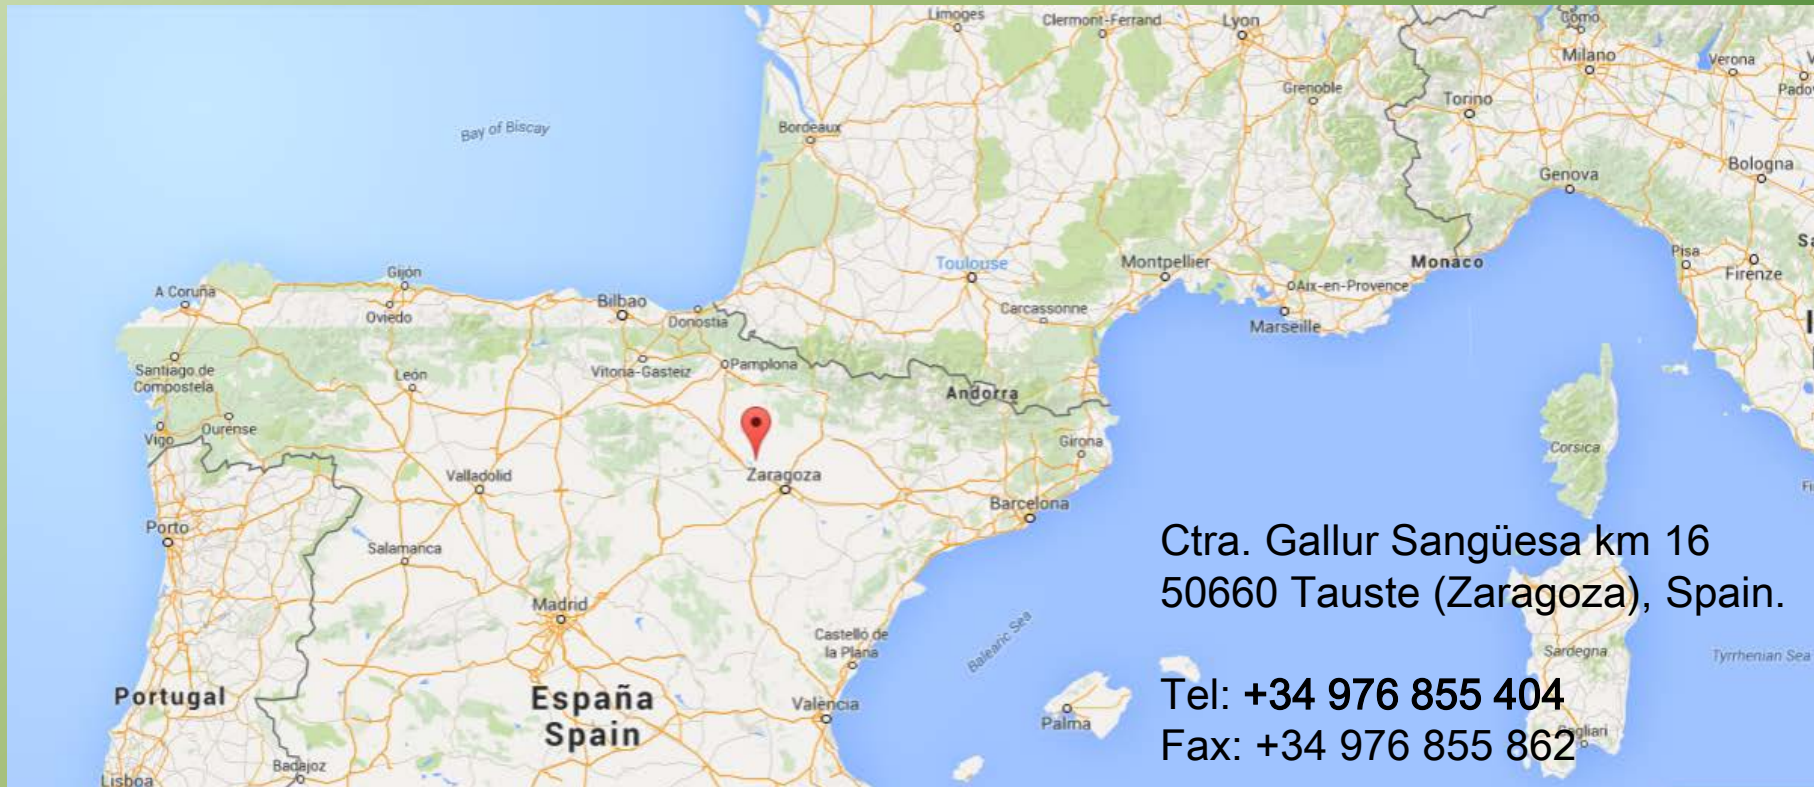 Limoges
Clermont-Ferrand
Lyon
Como
Milano
Verona
Grenoble
Torino
Bay of Biscay
Bordeaux
Bologna
Genova
Toulouse
Montpellier
Monaco
Pisa
Firenze
Gijón
A Coruña
Aix-en-Provence
Bilbao
Carcassonne
Oviedo
Donostia
Marseille
Santiago de
Compostela
León
Vitoria-Gasteiz
Pamplona
Andorra
Vigo
Ourense
Girona
Corsica
Valladolid
Zaragoza
Barcelona
Porto
Salamanca
Ctra. Gallur Sangüesa km 16
50660 Tauste (Zaragoza), Spain.
Madrid
Castelló de
la Plana
Balearic Sea
Sardegna
Tyrrhenian Sea
Portugal
España
Spain
València
Palma
Tel: +34 976 855 404
Cagliari
Fax: +34 976 855 862
Badajoz
Lisboa